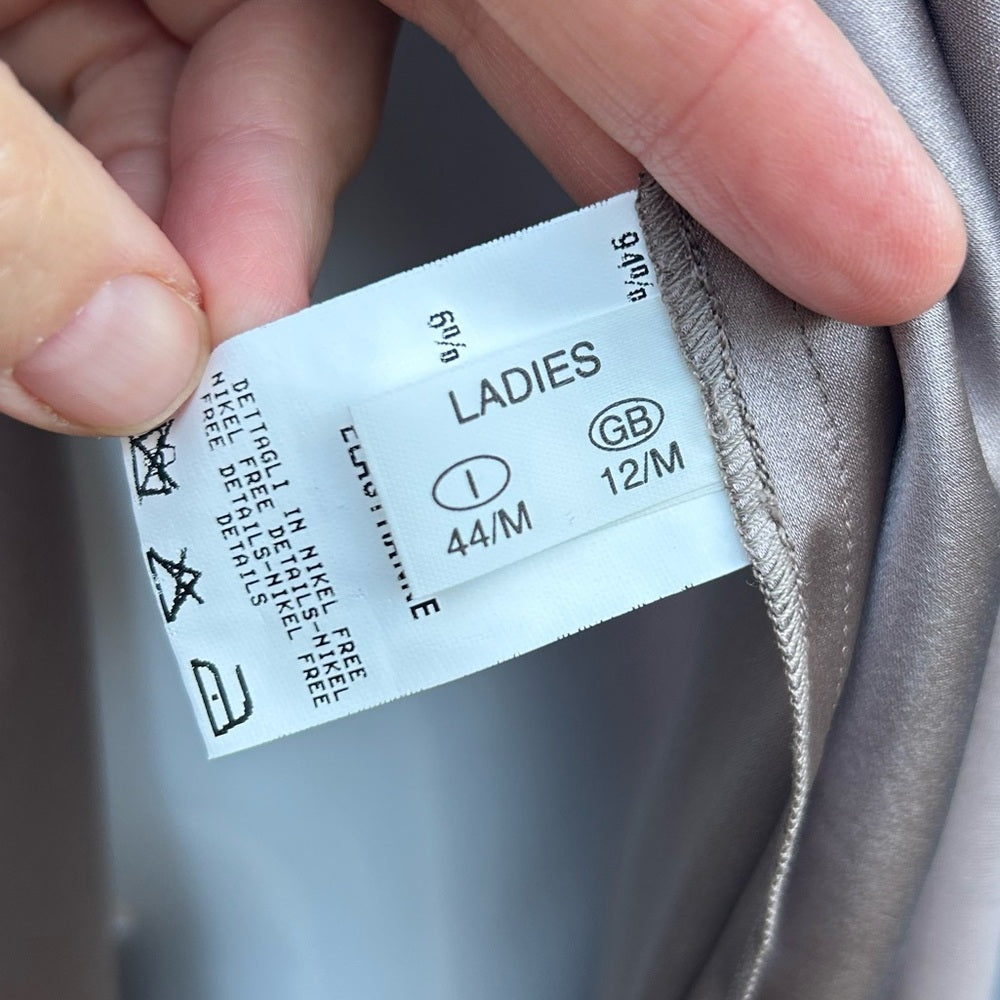 LADIES
I
44/M
GB
12/M
DETTAGLI IN NIKEL FREE
NIKEL FREE DETAILS-NIKEL
FREE DETAILS-NIKEL FREE
DETAILS